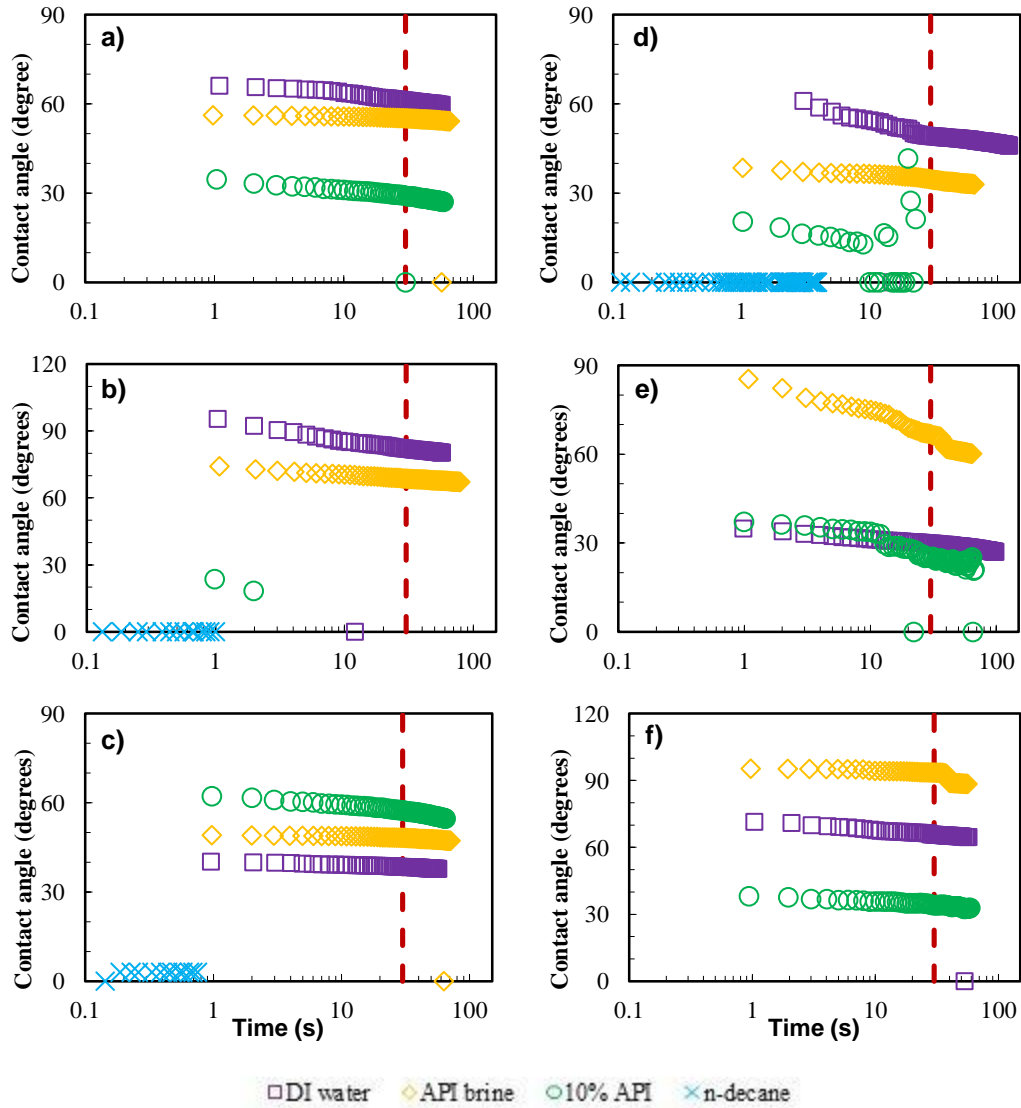 a)
Contact angle (degree)
90
60
30
0
0.1 1 10 100
d)
Contact angle (degree)
90
60
30
0
0.1 1 10 100
b)
Contact angle (degrees)
120
90
60
30
0
0.1 1 10 100
e)
Contact angle (degrees)
90
60
30
0
0.1 1 10 100
c)
Contact angle (degrees)
90
60
30
0
0.1 1 10 100
Time (s)
f)
Contact angle (degrees)
120
90
60
30
0
0.1 1 10 100
Time (s)
DI water API brine 10% API n-decane